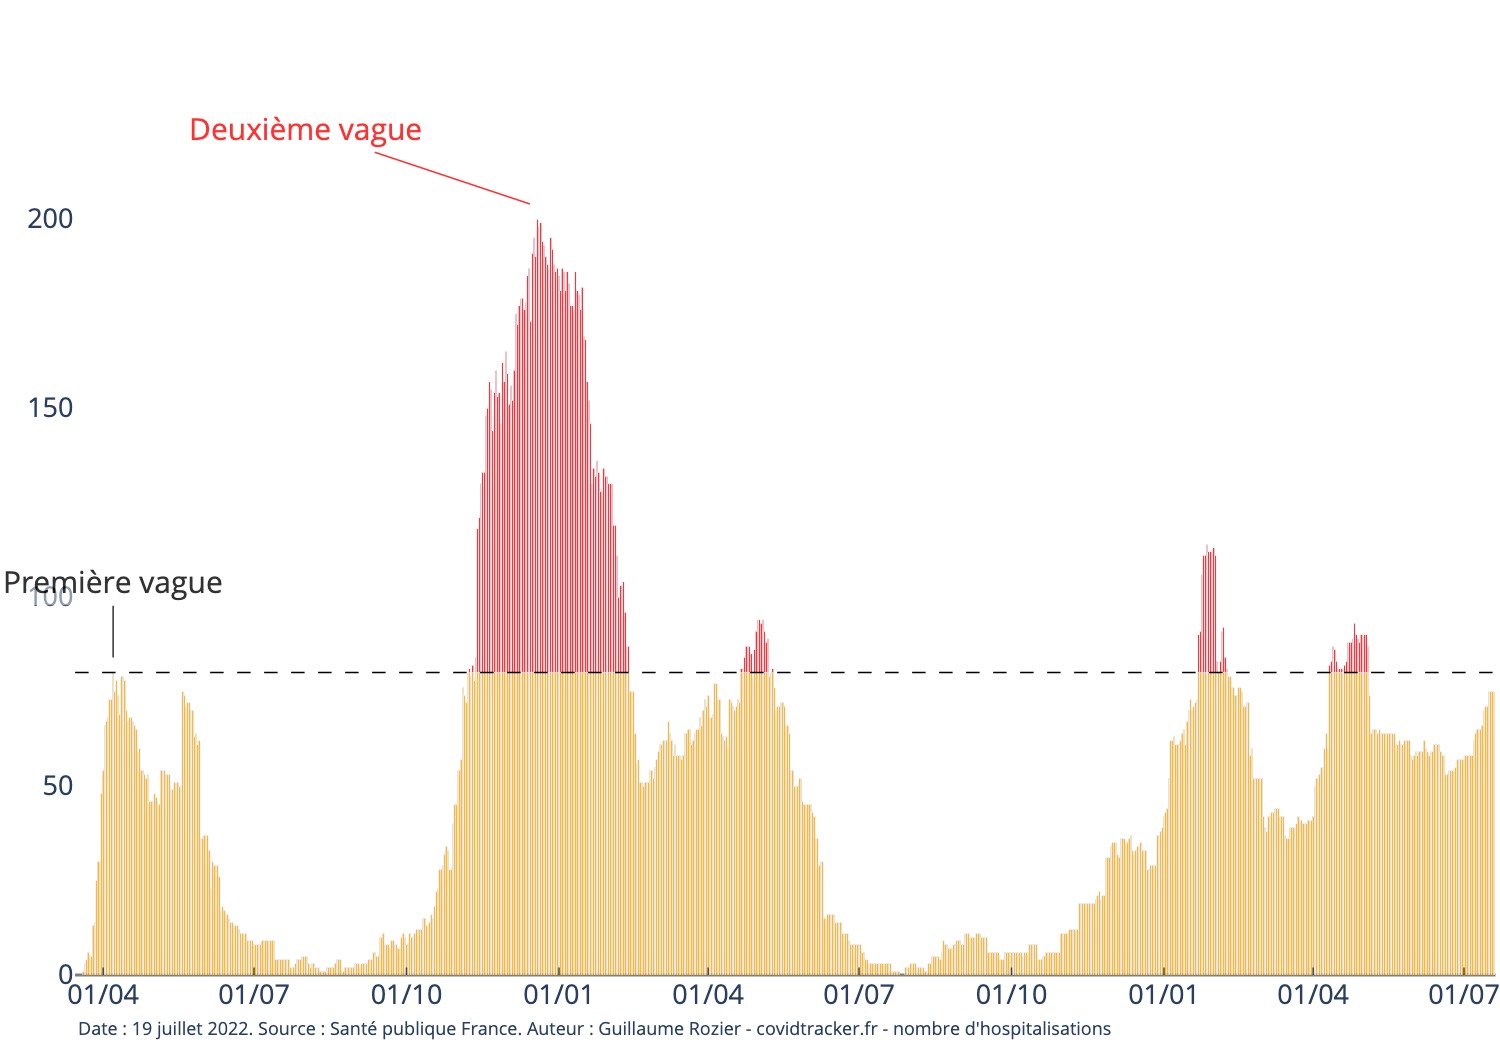 Deuxième vague
200
150
Première vague
100
50
0
01/04 01/07 01/10 01/01 01/04 01/07 01/10 01/01 01/04 01/07
Date : 19 juillet 2022. Source : Santé publique France. Auteur : Guillaume Rozier - covidtracker.fr - nombre d'hospitalisations